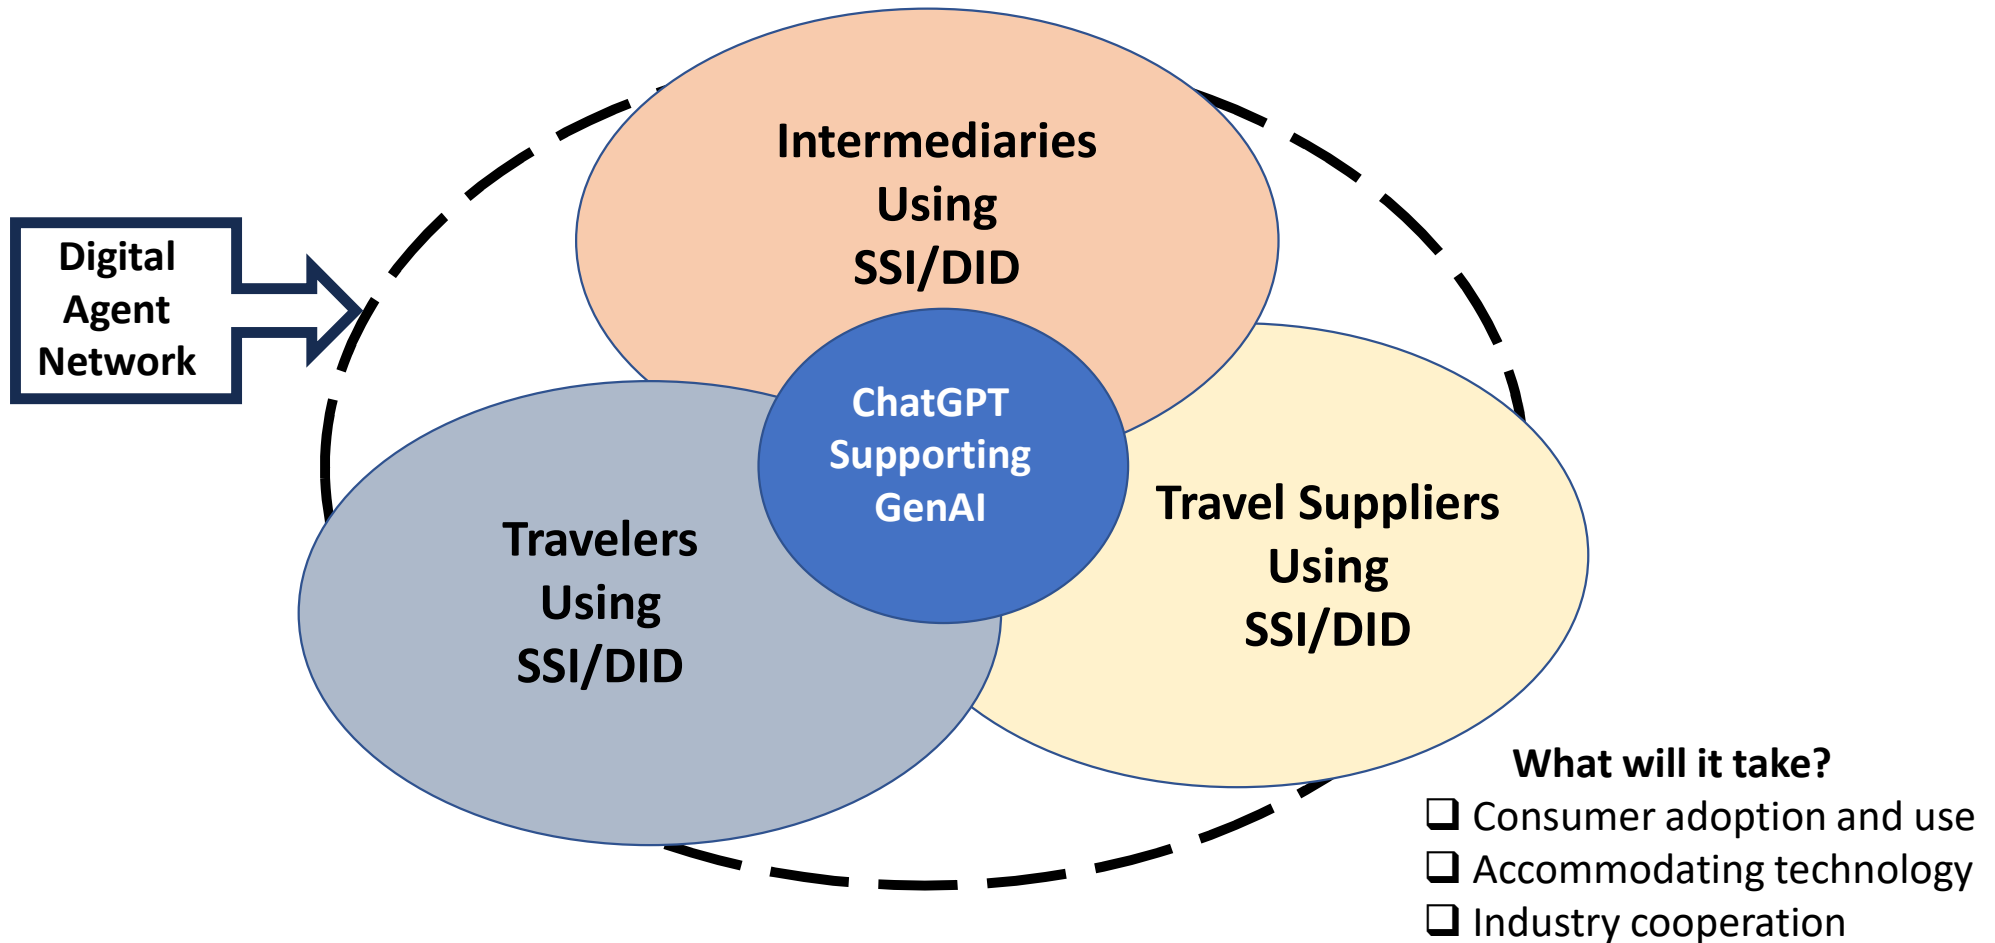 Intermediaries
Using
SSI/DID
Digital
Agent
Network
ChatGPT
Supporting
GenAI
Travel Suppliers
Using
SSI/DID
Travelers
Using
SSI/DID
What will it take?
❑ Consumer adoption and use
❑ Accommodating technology
❑ Industry cooperation